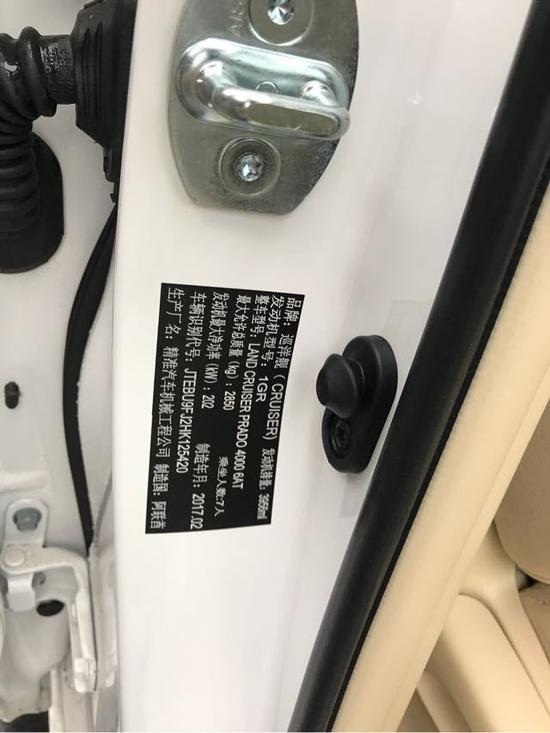 品牌：巡洋舰（CRUISER）发动机排量：3956ml
发动机型号：1GR
整车型号：LAND CRUISER PRADO 4000 6AT
最大允许总质量（kg）：2850 乘坐人数:7人
发动机最大净功率（KW）：202 制造年月：2017.02
车辆识别代号：JTEBU9FJ2HK125420
生产厂名：精准汽车机械工程公司 制造国：阿联酋